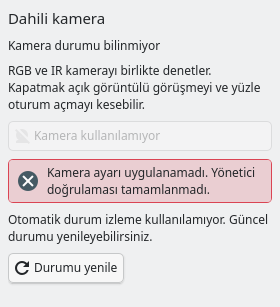 Dahili kamera
Kamera durumu bilinmiyor
RGB ve IR kamerayı birlikte denetler.
Kapatmak açık görüntülü görüşmeyi ve yüzle
oturum açmayı kesebilir.
Kamera kullanılamıyor
Kamera ayarı uygulanamadı. Yönetici
doğrulaması tamamlanmadı.
Otomatik durum izleme kullanılamıyor. Güncel
durumu yenileyebilirsiniz.
Durumu yenile